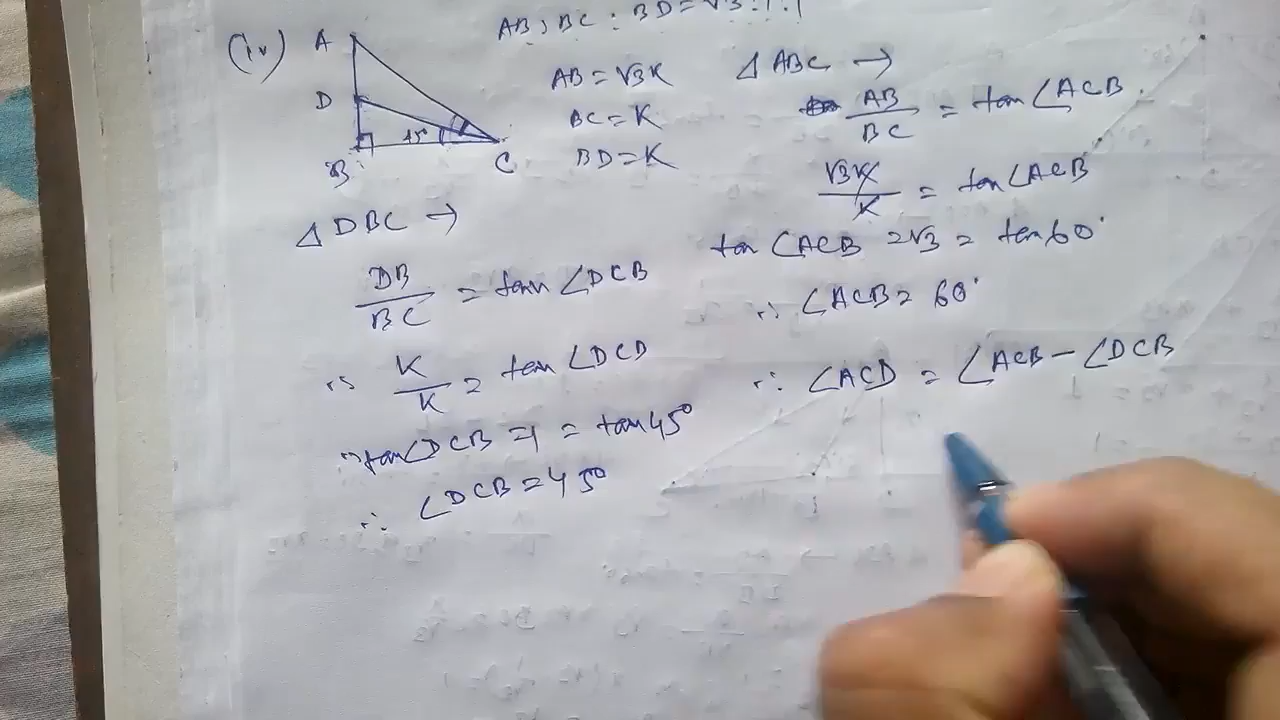 (iv)
AB : BC : BD = √3 : 1 : 1
A
D
B
C
45°
AB = √3K
BC = K
BD = K
△DBC →
DB/BC = tan ∠DCB
∴ K/K = tan ∠DCD
∴ tan∠DCB = 1 = tan45°
∴ ∠DCB = 45°
△ABC →
AB/BC = tan ∠ACB
√3K/K = tan ∠ACB
tan ∠ACB = √3 = tan60°
∴ ∠ACB = 60°
∴ ∠ACD = ∠ACB - ∠DCB